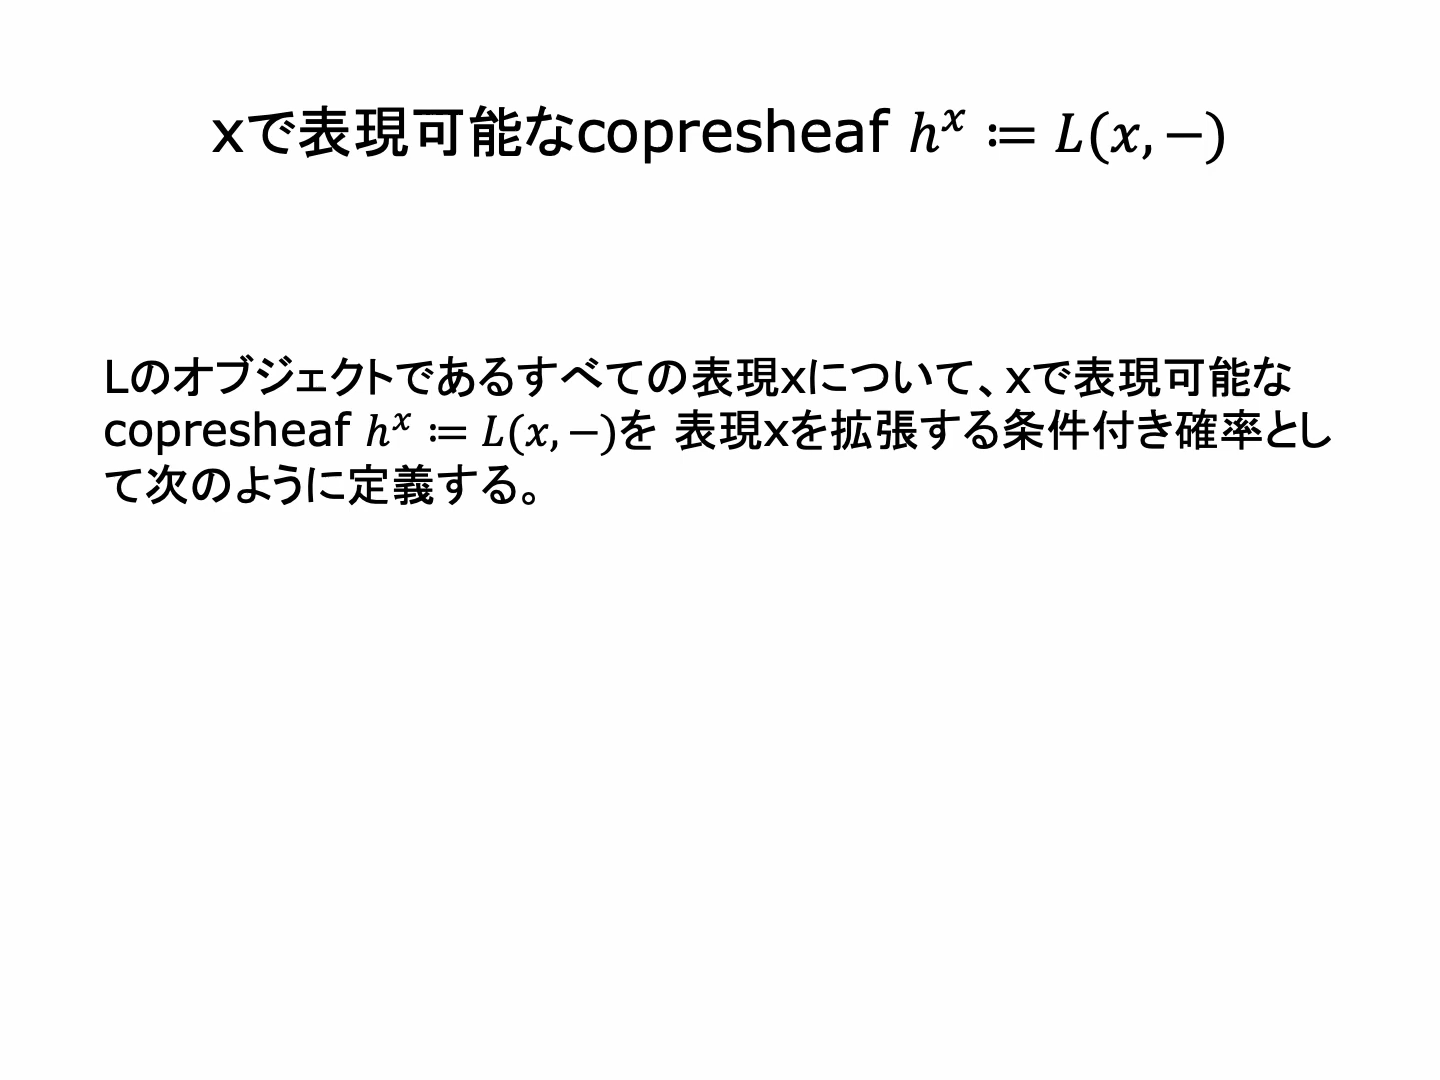 xで表現可能なcopresheaf hˣ ≔ L(x, −)
Lのオブジェクトであるすべての表現xについて、xで表現可能な
copresheaf hˣ ≔ L(x, −)を 表現xを拡張する条件付き確率とし
て次のように定義する。